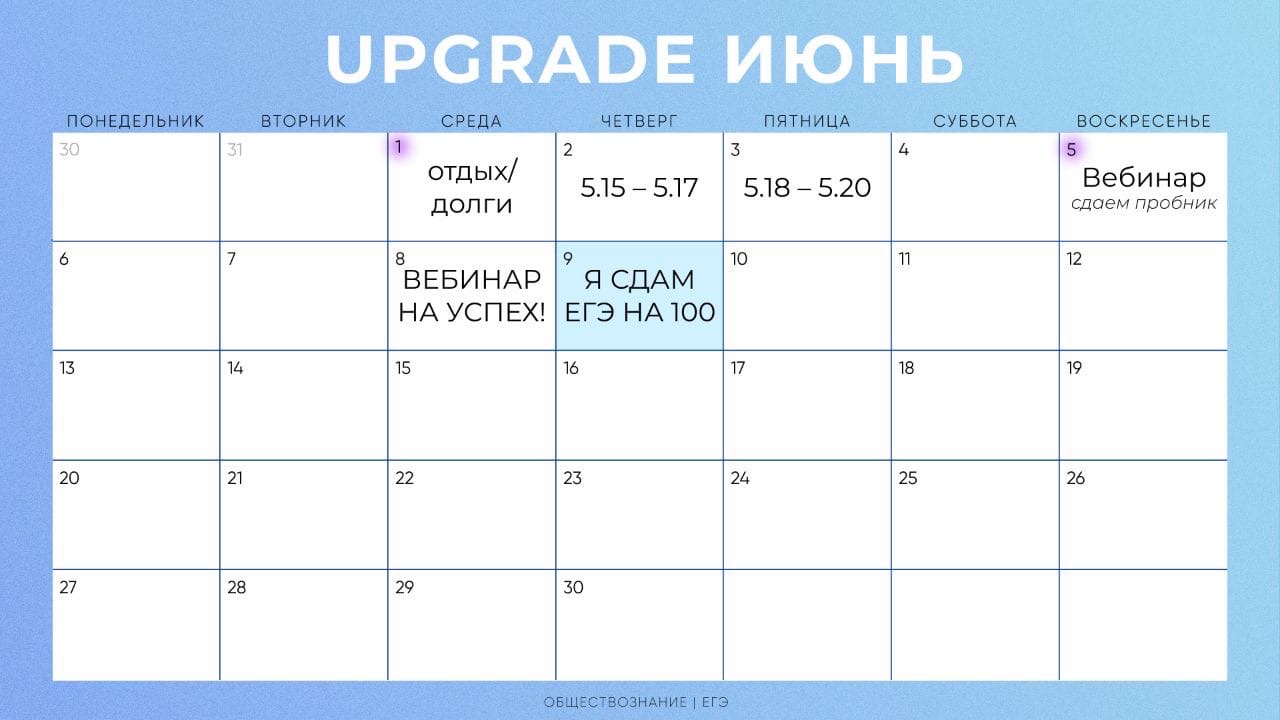 UPGRADE ИЮНЬ
ПОНЕДЕЛЬНИК ВТОРНИК СРЕДА ЧЕТВЕРГ ПЯТНИЦА СУББОТА ВОСКРЕСЕНЬЕ
30 31 1 2 3 4 5
отдых/
долги
5.15 – 5.17
5.18 – 5.20
Вебинар
сдаем пробник
6 7 8 9 10 11 12
ВЕБИНАР
НА УСПЕХ!
Я СДАМ
ЕГЭ НА 100
13 14 15 16 17 18 19
20 21 22 23 24 25 26
27 28 29 30
ОБЩЕСТВОЗНАНИЕ | ЕГЭ